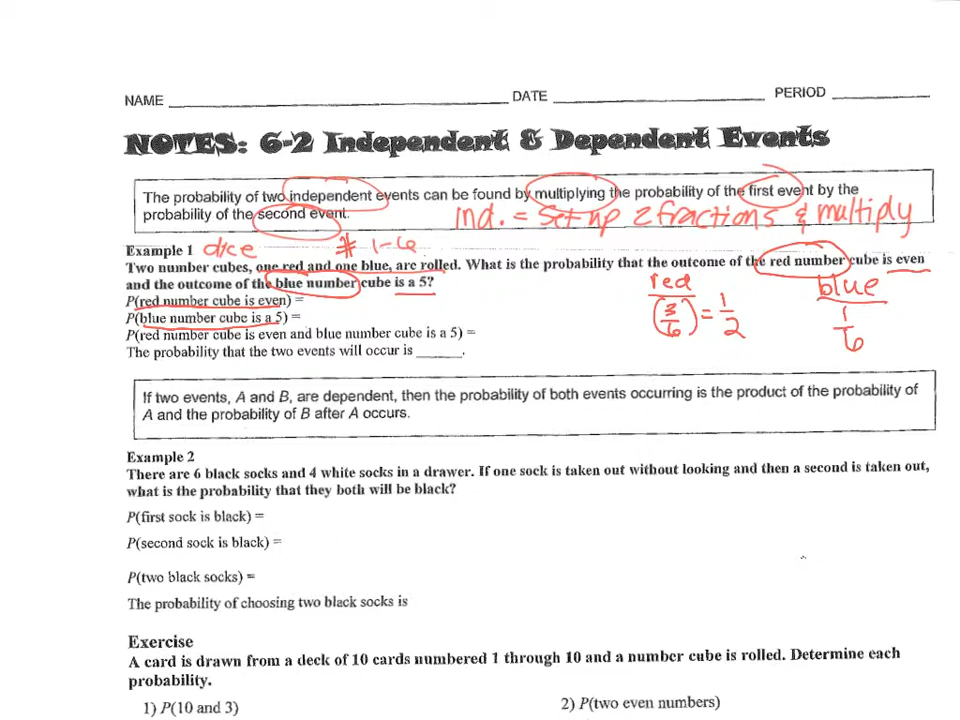 NAME ____ DATE ____ PERIOD ____
NOTES: 6-2 Independent & Dependent Events
The probability of two independent events can be found by multiplying the probability of the first event by the
probability of the second event.
Ind. = Set up 2 fractions & multiply
Example 1 dice # 1-6
Two number cubes, one red and one blue, are rolled. What is the probability that the outcome of the red number cube is even
and the outcome of the blue number cube is a 5?
red blue
P(red number cube is even) =
(3/6) = 1/2 1/6
P(blue number cube is a 5) =
P(red number cube is even and blue number cube is a 5) =
The probability that the two events will occur is ______.
If two events, A and B, are dependent, then the probability of both events occurring is the product of the probability of
A and the probability of B after A occurs.
Example 2
There are 6 black socks and 4 white socks in a drawer. If one sock is taken out without looking and then a second is taken out,
what is the probability that they both will be black?
P(first sock is black) =
P(second sock is black) =
P(two black socks) =
The probability of choosing two black socks is
Exercise
A card is drawn from a deck of 10 cards numbered 1 through 10 and a number cube is rolled. Determine each
probability.
1) P(10 and 3) 2) P(two even numbers)